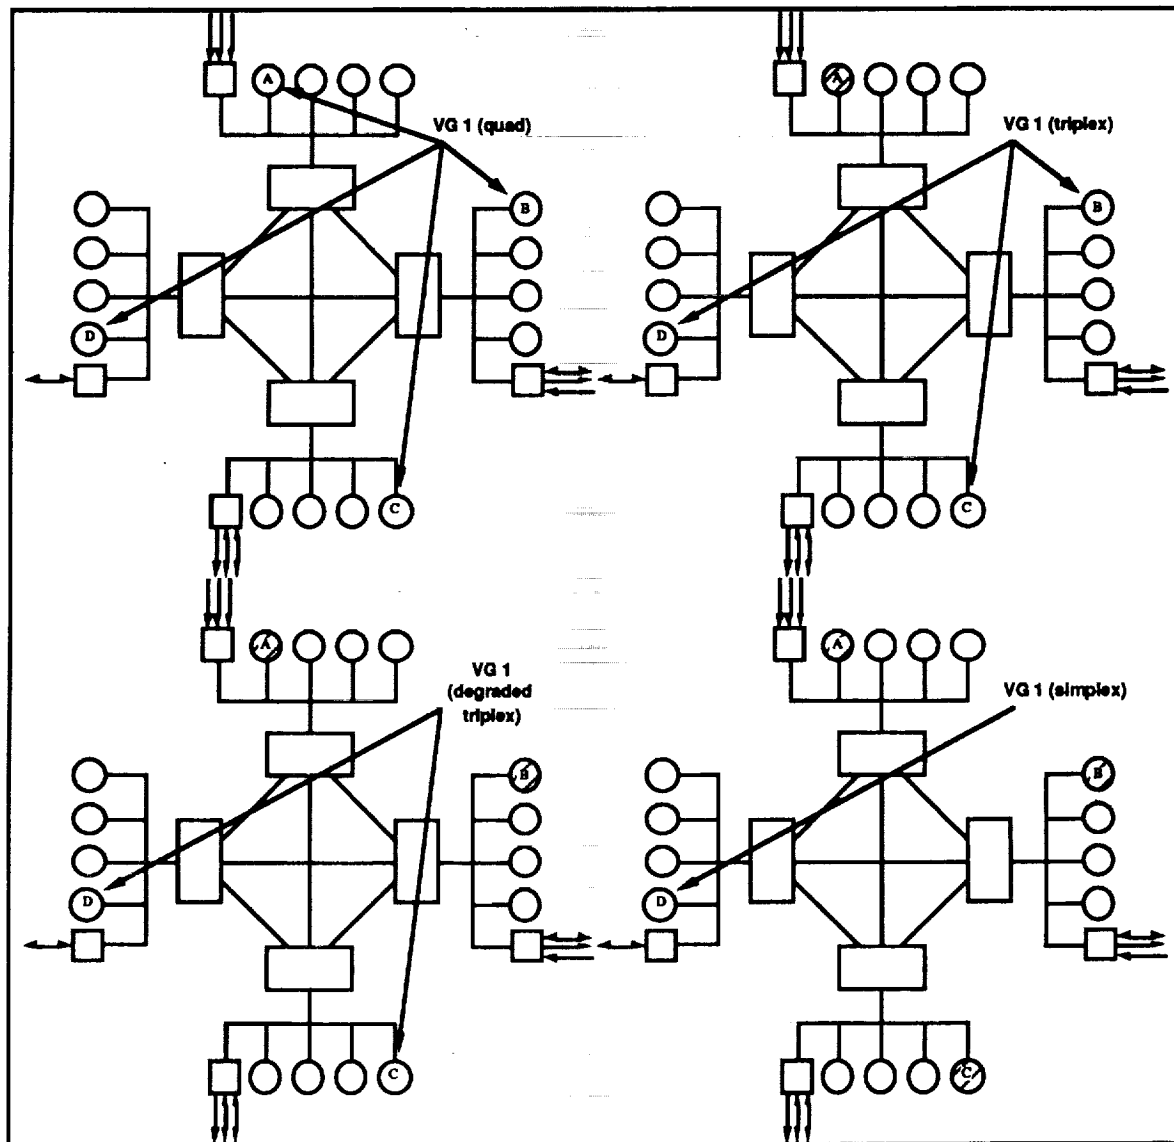 A
VG 1 (quad)
B
D
C
A
VG 1 (triplex)
B
D
C
A
VG 1
(degraded
triplex)
B
D
C
A
VG 1 (simplex)
B
D
C